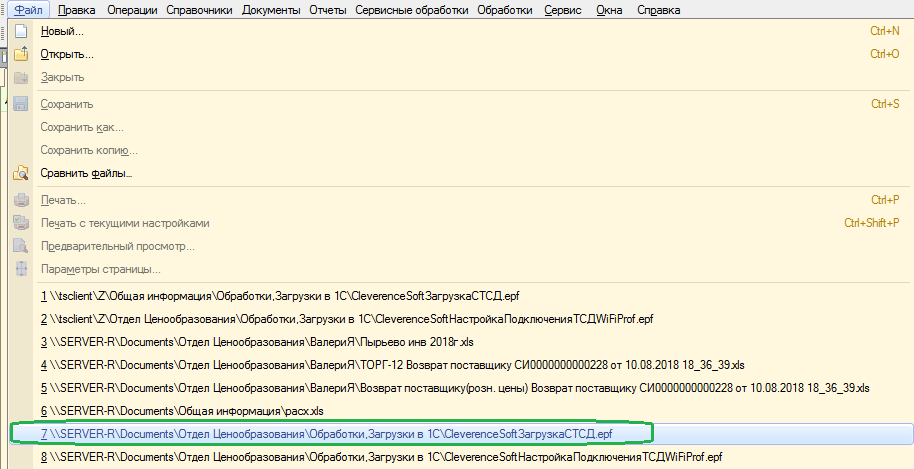 Файл Правка Операции Справочники Документы Отчеты Сервисные обработки Обработки Сервис Окна Справка
Новый... Ctrl+N
Открыть... Ctrl+O
Закрыть
Сохранить Ctrl+S
Сохранить как...
Сохранить копию...
Сравнить файлы...
Печать... Ctrl+P
Печать с текущими настройками Ctrl+Shift+P
Предварительный просмотр...
Параметры страницы...
1 \\tsclient\Z\Общая информация\Обработки,Загрузки в 1С\CleverenceSoftЗагрузкаСТСД.epf
2 \\tsclient\Z\Отдел Ценообразования\Обработки,Загрузки в 1С\CleverenceSoftНастройкаПодключенияТСДWiFiProf.epf
3 \\SERVER-R\Documents\Отдел Ценообразования\ВалериЯ\Пырьево инв 2018г.xls
4 \\SERVER-R\Documents\Отдел Ценообразования\ВалериЯ\ТОРГ-12 Возврат поставщику СИ0000000000228 от 10.08.2018 18_36_39.xls
5 \\SERVER-R\Documents\Отдел Ценообразования\ВалериЯ\Возврат поставщику(розн. цены) Возврат поставщику СИ0000000000228 от 10.08.2018 18_36_39.xls
6 \\SERVER-R\Documents\Общая информация\расх.xls
7 \\SERVER-R\Documents\Отдел Ценообразования\Обработки,Загрузки в 1С\CleverenceSoftЗагрузкаСТСД.epf
8 \\SERVER-R\Documents\Отдел Ценообразования\Обработки,Загрузки в 1С\CleverenceSoftНастройкаПодключенияТСДWiFiProf.epf